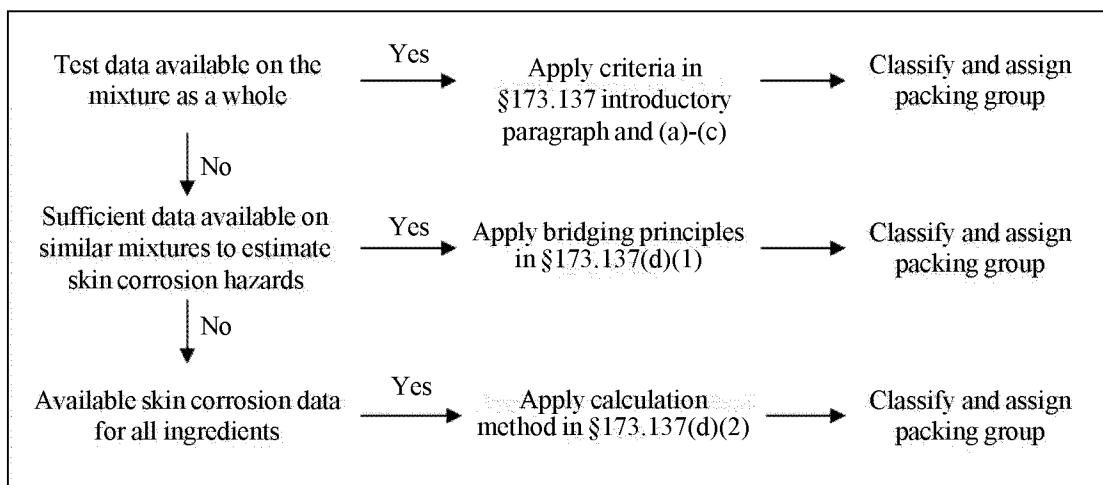 Test data available on the
mixture as a whole
Yes
Apply criteria in
§173.137 introductory
paragraph and (a)-(c)
Classify and assign
packing group
No
Sufficient data available on
similar mixtures to estimate
skin corrosion hazards
Yes
Apply bridging principles
in §173.137(d)(1)
Classify and assign
packing group
No
Available skin corrosion data
for all ingredients
Yes
Apply calculation
method in §173.137(d)(2)
Classify and assign
packing group